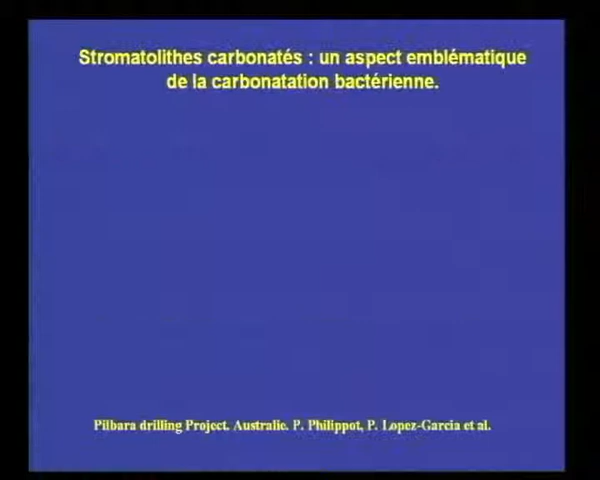 Stromatolithes carbonatés : un aspect emblématique
de la carbonatation bactérienne.
Pilbara drilling Project. Australie. P. Philippot, P. Lopez-Garcia et al.